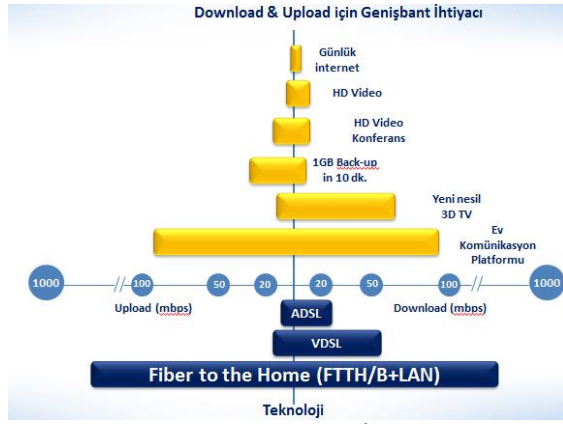 Download & Upload için Genişbant İhtiyacı
Günlük
internet
HD Video
HD Video
Konferans
1GB Back-up
in 10 dk.
Yeni nesil
3D TV
Ev
Komünikasyon
Platformu
1000 100 50 20 20 50 100 1000
Upload (mbps) Download (mbps)
ADSL
VDSL
Fiber to the Home (FTTH/B+LAN)
Teknoloji